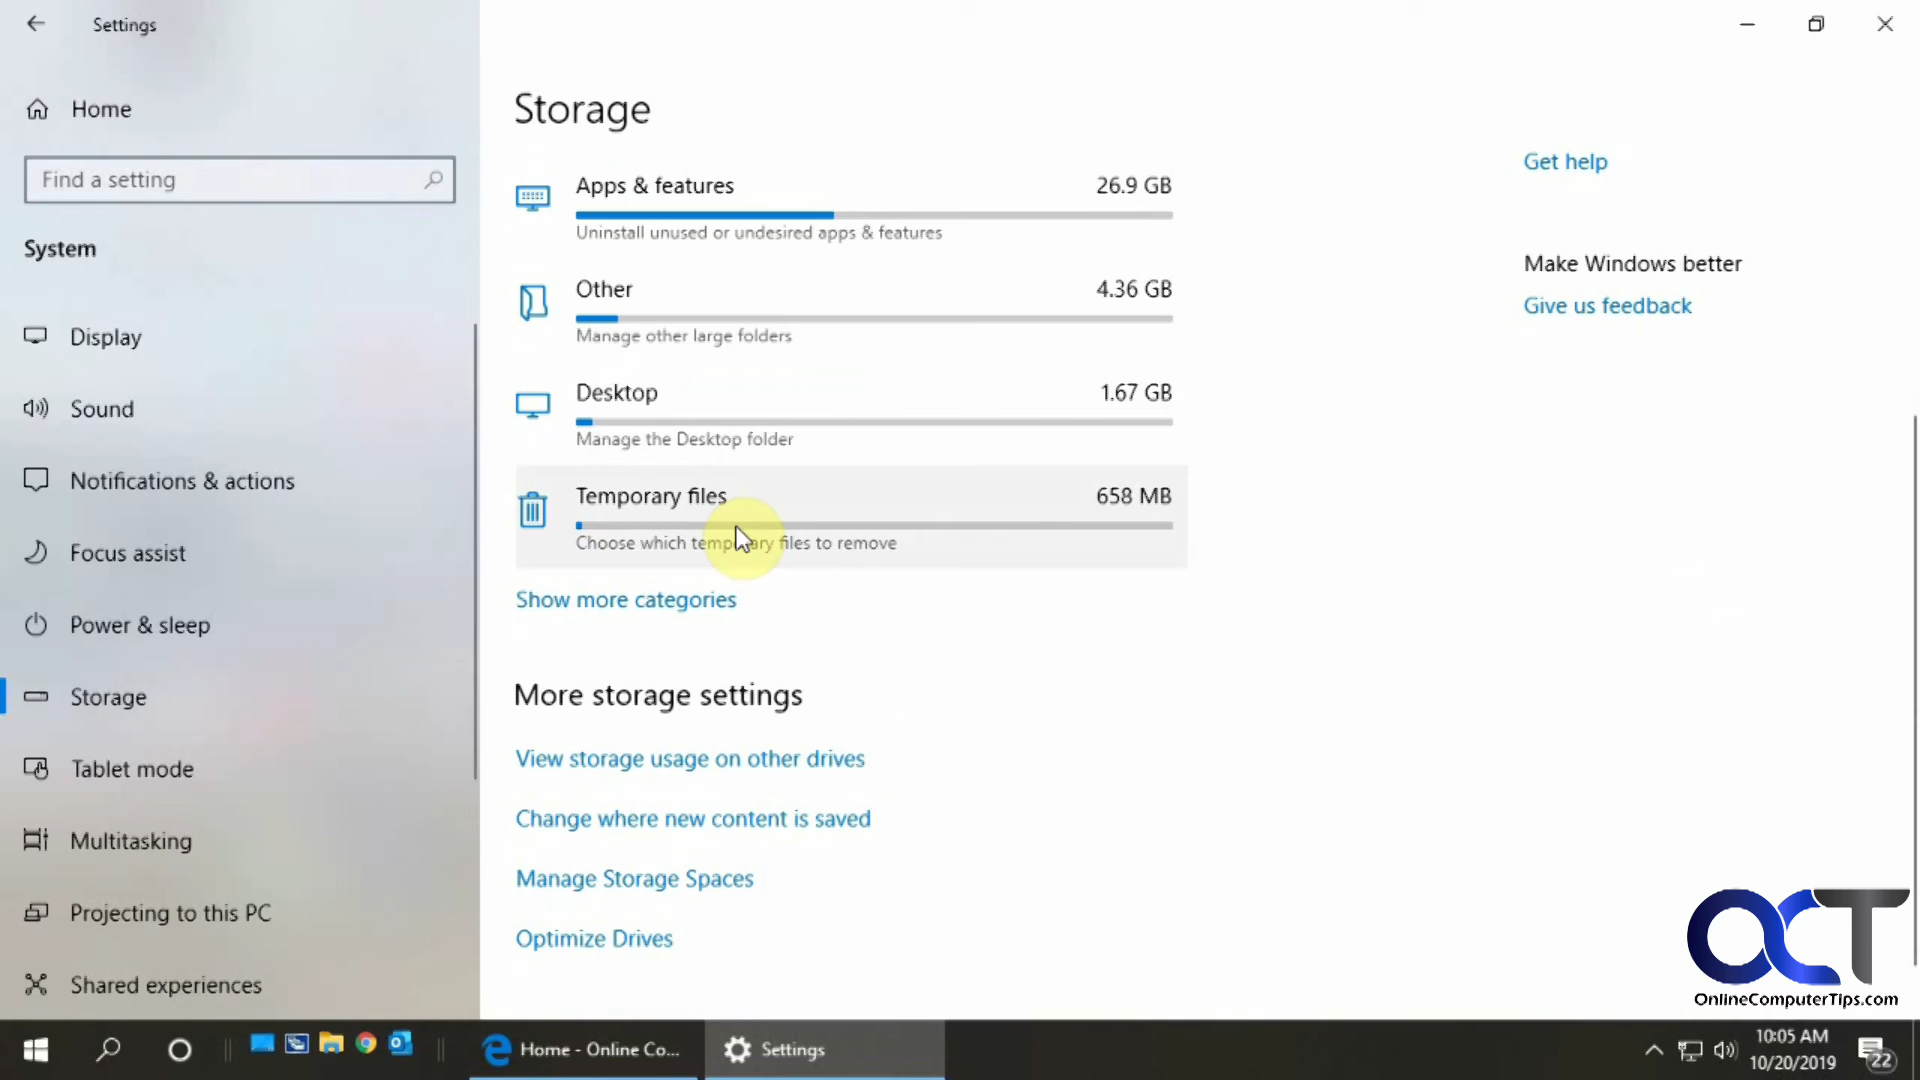 Settings
Home
Find a setting
System
Display
Sound
Notifications & actions
Focus assist
Power & sleep
Storage
Tablet mode
Multitasking
Projecting to this PC
Shared experiences
Storage
Apps & features 26.9 GB
Uninstall unused or undesired apps & features
Other 4.36 GB
Manage other large folders
Desktop 1.67 GB
Manage the Desktop folder
Temporary files 658 MB
Choose which temporary files to remove
Show more categories
More storage settings
View storage usage on other drives
Change where new content is saved
Manage Storage Spaces
Optimize Drives
Get help
Make Windows better
Give us feedback
OCT
OnlineComputerTips.com
Home - Online Co...
Settings
10:05 AM
10/20/2019
22